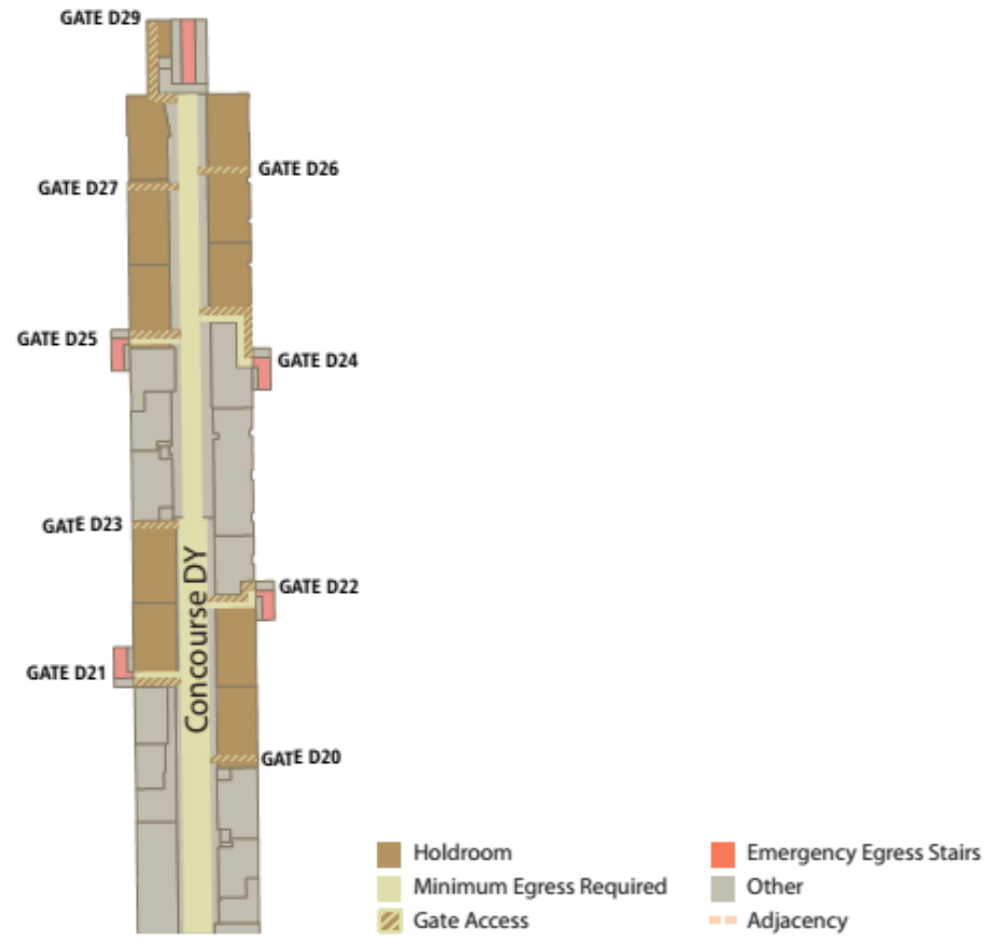 GATE D29
GATE D26
GATE D27
GATE D25
GATE D24
GATE D23
Concourse DY
GATE D22
GATE D21
GATE D20
Holdroom
Minimum Egress Required
Gate Access
Emergency Egress Stairs
Other
Adjacency